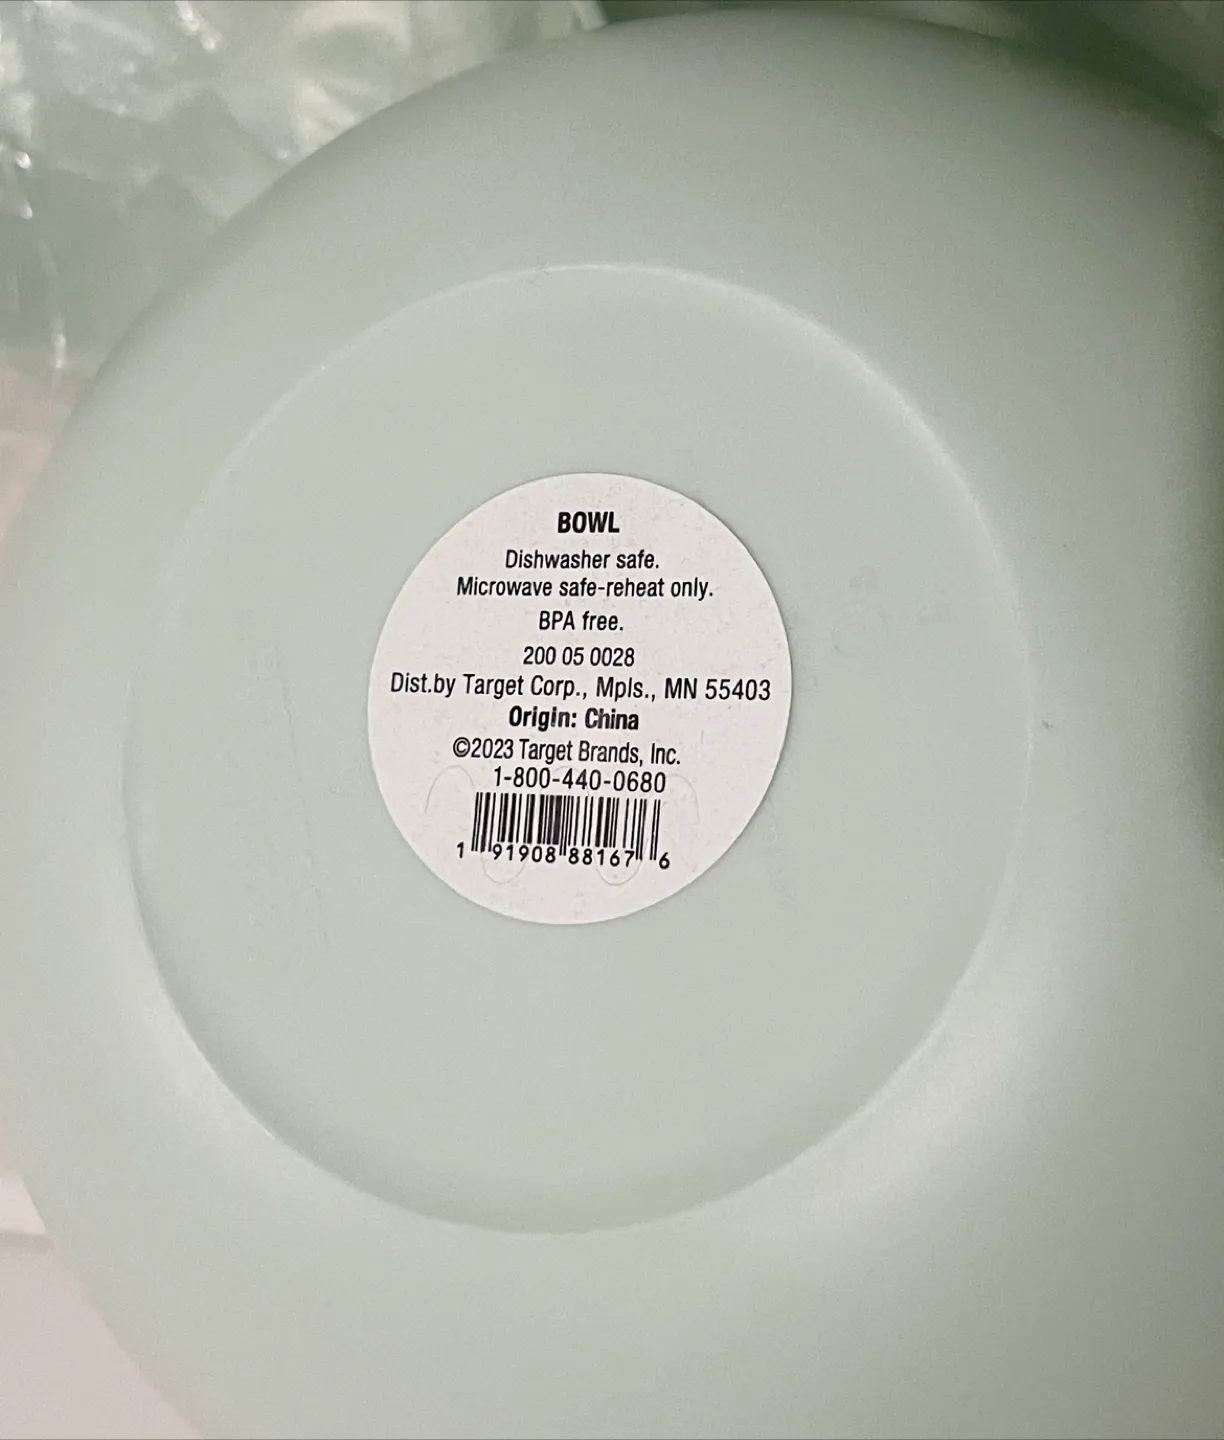 BOWL
Dishwasher safe.
Microwave safe-reheat only.
BPA free.
200 05 0028
Dist.by Target Corp., Mpls., MN 55403
Origin: China
©2023 Target Brands, Inc.
1-800-440-0680
1 91908 88167 6